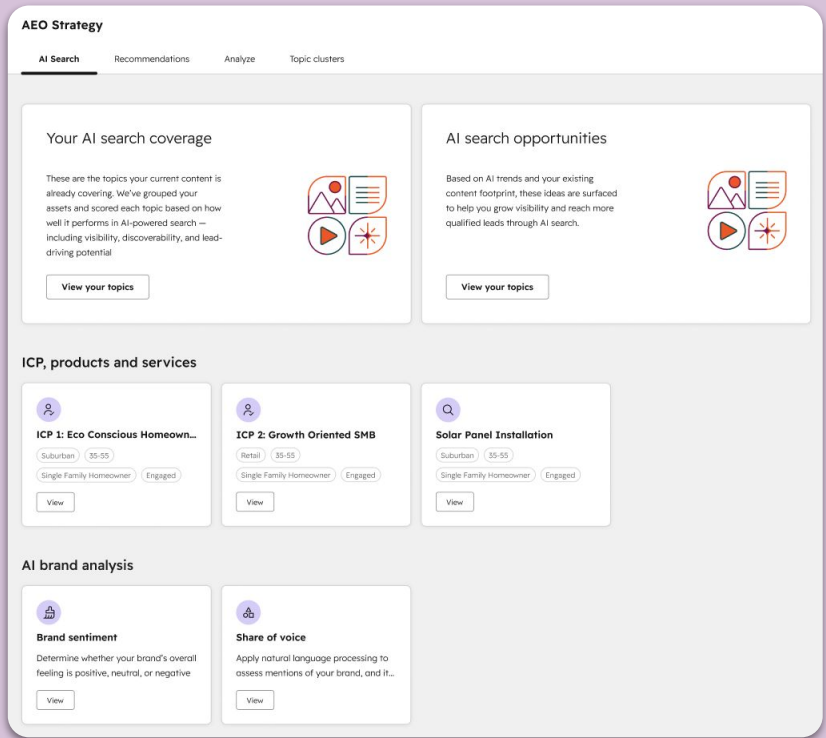 AEO Strategy
AI Search
Recommendations
Analyze
Topic clusters
Your AI search coverage
These are the topics your current content is
already covering. We've grouped your
assets and scored each topic based on how
well it performs in AI-powered search —
including visibility, discoverability, and lead-
driving potential
View your topics
AI search opportunities
Based on AI trends and your existing
content footprint, these ideas are surfaced
to help you grow visibility and reach more
qualified leads through AI search.
View your topics
ICP, products and services
ICP 1: Eco Conscious Homeown...
Suburban 35-55
Single Family Homeowner Engaged
View
ICP 2: Growth Oriented SMB
Retail 35-55
Single Family Homeowner Engaged
View
Solar Panel Installation
Suburban 35-55
Single Family Homeowner Engaged
View
AI brand analysis
Brand sentiment
Determine whether your brand's overall
feeling is positive, neutral, or negative
View
Share of voice
Apply natural language processing to
assess mentions of your brand, and it...
View